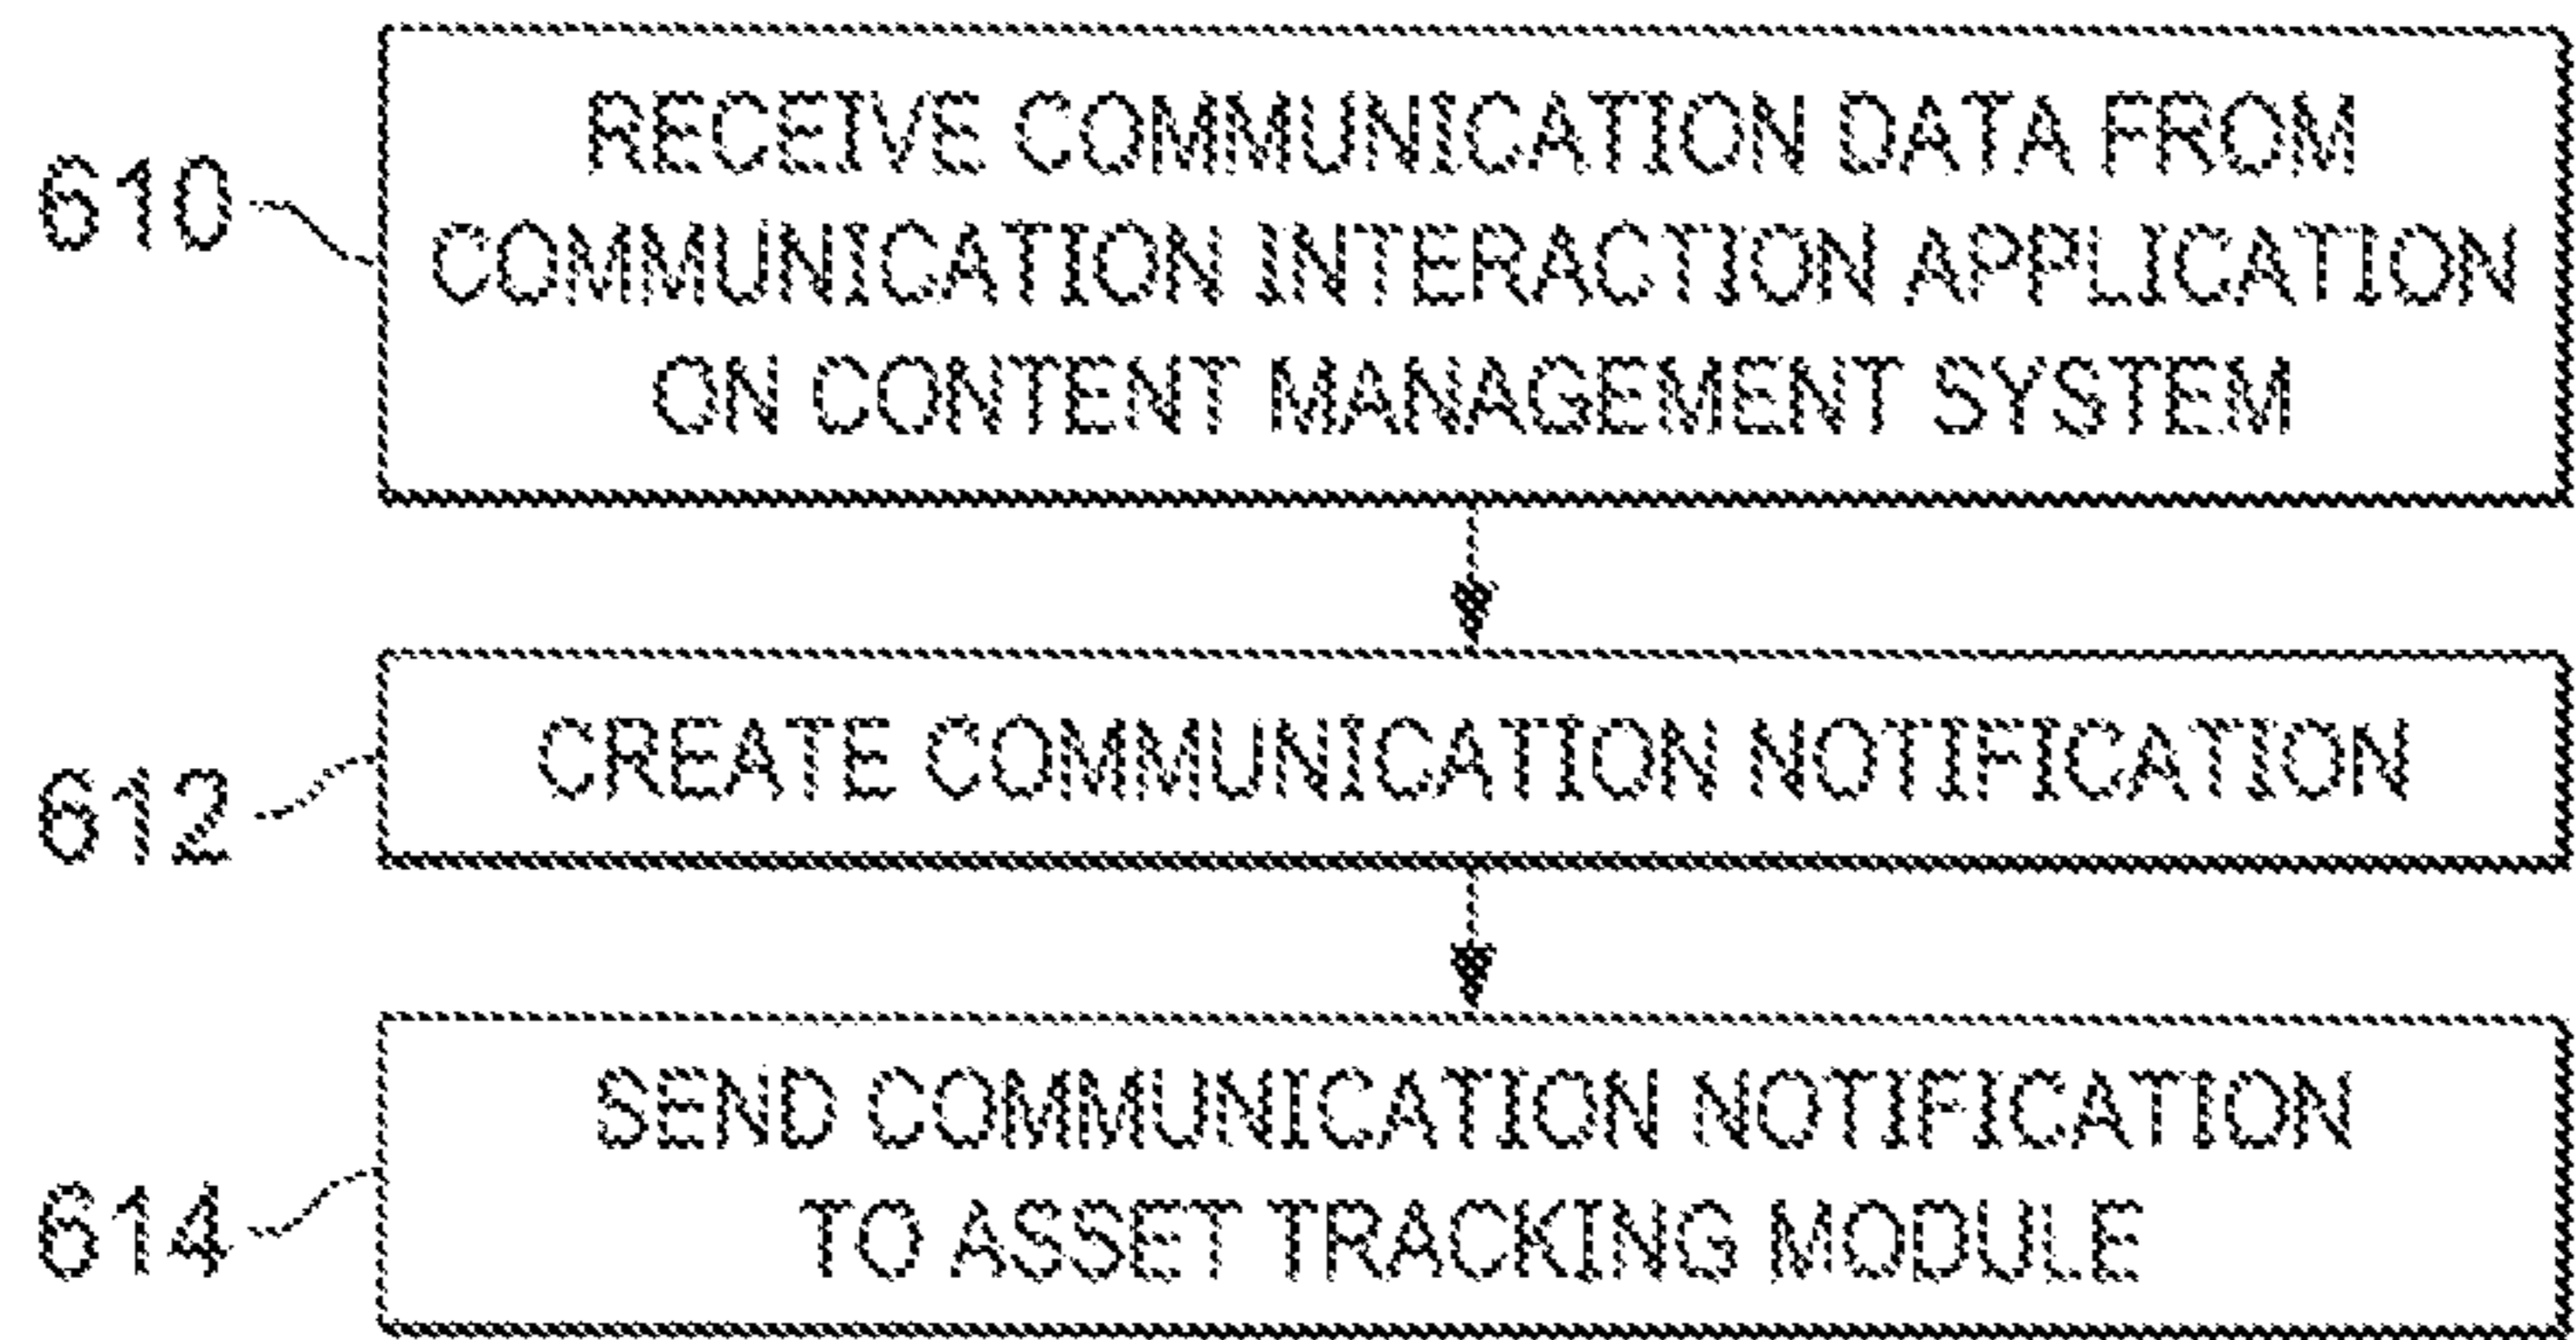 610
RECEIVE COMMUNICATION DATA FROM
COMMUNICATION INTERACTION APPLICATION
ON CONTENT MANAGEMENT SYSTEM
612
CREATE COMMUNICATION NOTIFICATION
614
SEND COMMUNICATION NOTIFICATION
TO ASSET TRACKING MODULE